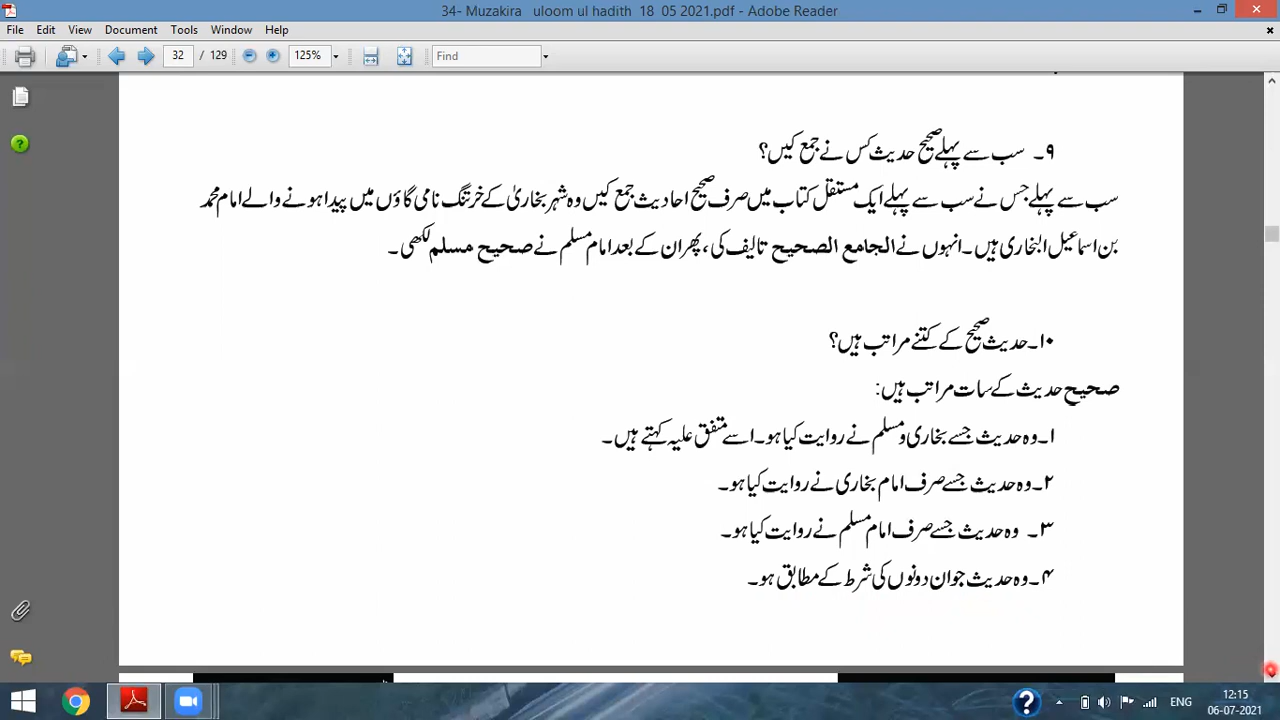 34- Muzakira uloom ul hadith 18 05 2021.pdf - Adobe Reader
File Edit View Document Tools Window Help
32 / 129 125% Find
۹۔ سب سے پہلے صحیح حدیث کس نے جمع کیں؟
سب سے پہلے جس نے سب سے پہلے ایک مستقل کتاب میں صرف صحیح احادیث جمع کیں وہ شہر بخاریٰ کے خرتنگ نامی گاؤں میں پیدا ہونے والے امام محمد
بن اسماعیل البخاری ہیں۔ انہوں نے الجامع الصحیح تالیف کی، پھر ان کے بعد امام مسلم نے صحیح مسلم لکھی۔
۱۰۔ حدیث صحیح کے کتنے مراتب ہیں؟
صحیح حدیث کے سات مراتب ہیں:
۱۔ وہ حدیث جسے بخاری و مسلم نے روایت کیا ہو۔ اسے متفق علیہ کہتے ہیں۔
۲۔ وہ حدیث جسے صرف امام بخاری نے روایت کیا ہو۔
۳۔ وہ حدیث جسے صرف امام مسلم نے روایت کیا ہو۔
۴۔ وہ حدیث جو ان دونوں کی شرط کے مطابق ہو۔
ENG
12:15
06-07-2021